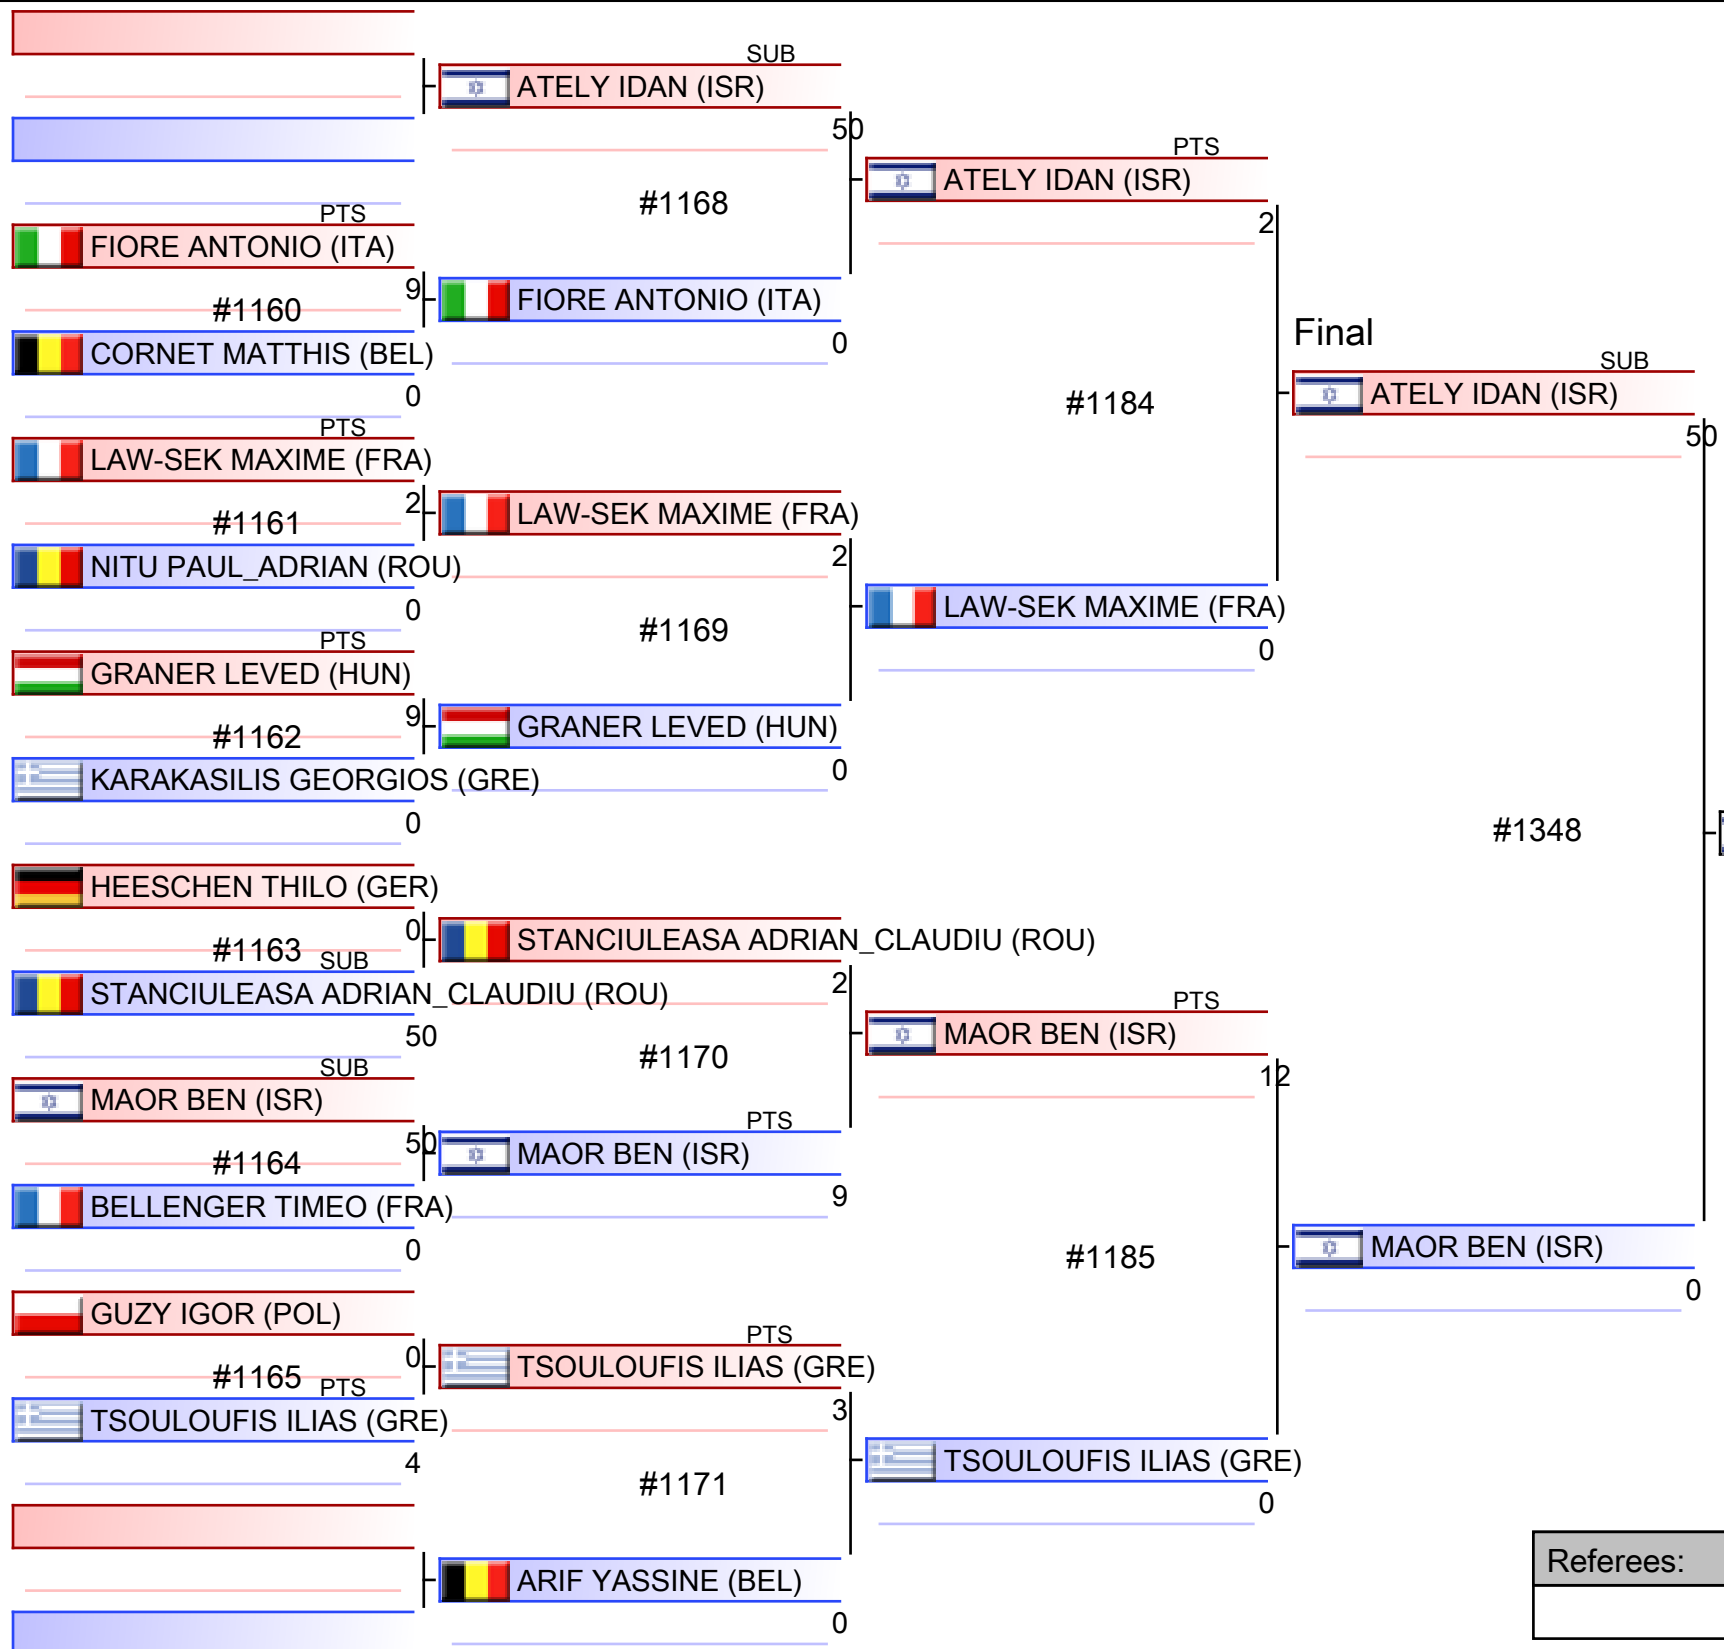 SUB
ATELY IDAN (ISR)
50
#1168
PTS
FIORE ANTONIO (ITA)
9
#1160
CORNET MATTHIS (BEL)
0
FIORE ANTONIO (ITA)
0
PTS
ATELY IDAN (ISR)
2
#1184
PTS
LAW-SEK MAXIME (FRA)
2
#1161
NITU PAUL_ADRIAN (ROU)
0
LAW-SEK MAXIME (FRA)
2
#1169
PTS
GRANER LEVED (HUN)
9
#1162
KARAKASILIS GEORGIOS (GRE)
0
GRANER LEVED (HUN)
0
LAW-SEK MAXIME (FRA)
0
Final
SUB
ATELY IDAN (ISR)
50
#1348
HEESCHEN THILO (GER)
0
#1163
SUB
STANCIULEASA ADRIAN_CLAUDIU (ROU)
50
STANCIULEASA ADRIAN_CLAUDIU (ROU)
2
#1170
SUB
MAOR BEN (ISR)
50
#1164
BELLENGER TIMEO (FRA)
0
PTS
MAOR BEN (ISR)
9
PTS
MAOR BEN (ISR)
12
#1185
GUZY IGOR (POL)
0
#1165
PTS
TSOULOUFIS ILIAS (GRE)
4
PTS
TSOULOUFIS ILIAS (GRE)
3
#1171
ARIF YASSINE (BEL)
0
TSOULOUFIS ILIAS (GRE)
0
MAOR BEN (ISR)
0
Referees: